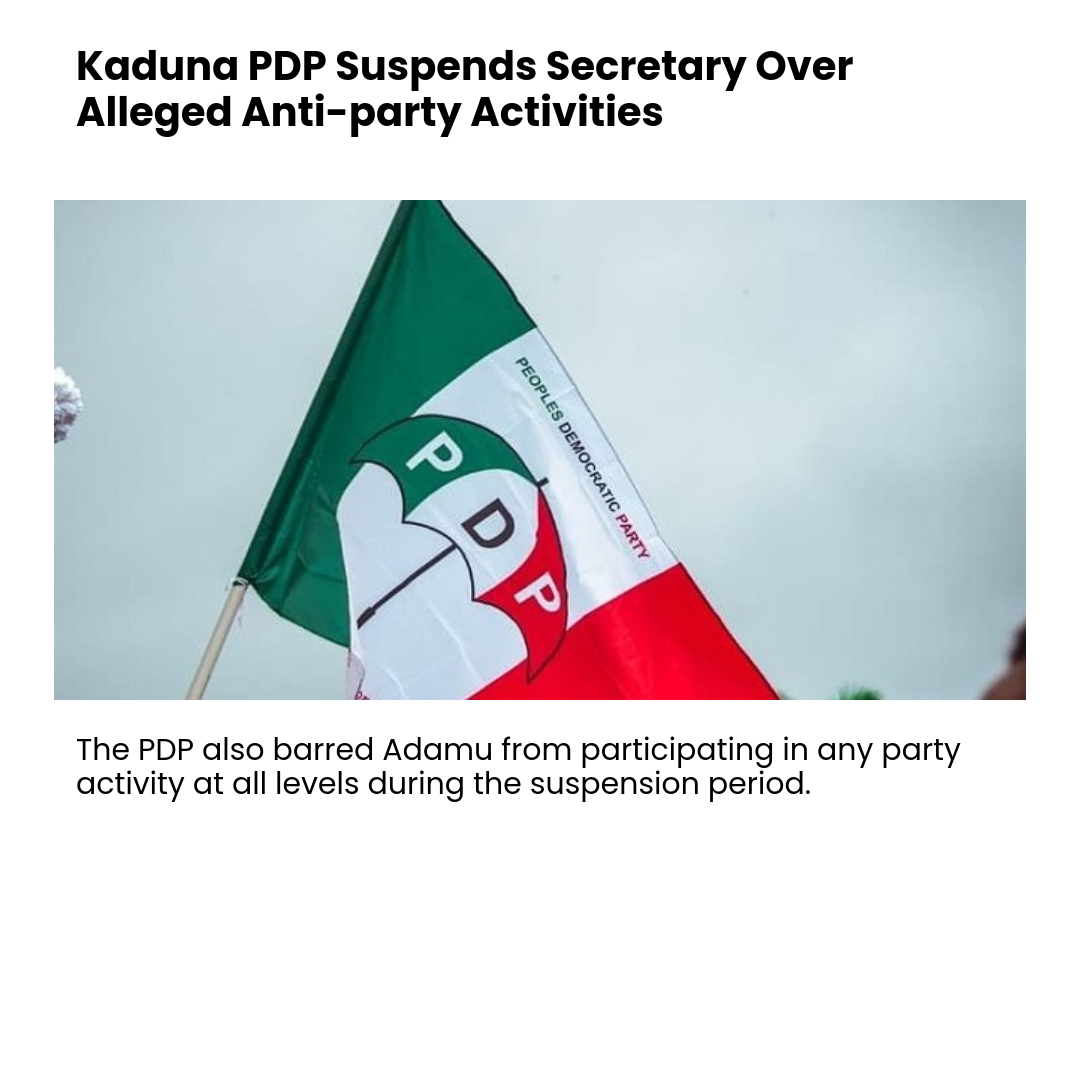 Kaduna PDP Suspends Secretary Over
Alleged Anti-party Activities
PEOPLES DEMOCRATIC PARTY
P
D
P
The PDP also barred Adamu from participating in any party
activity at all levels during the suspension period.